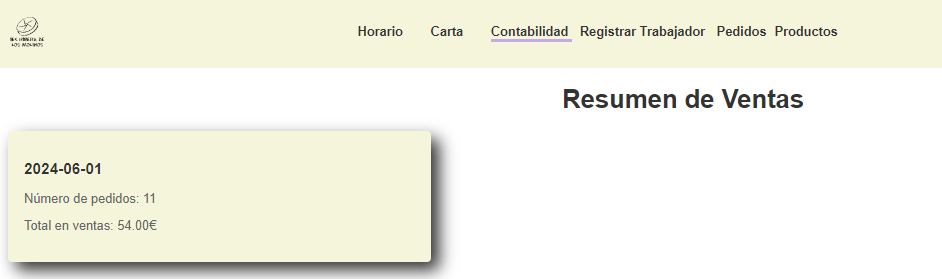 Horario Carta Contabilidad Registrar Trabajador Pedidos Productos
Resumen de Ventas
2024-06-01
Número de pedidos: 11
Total en ventas: 54.00€